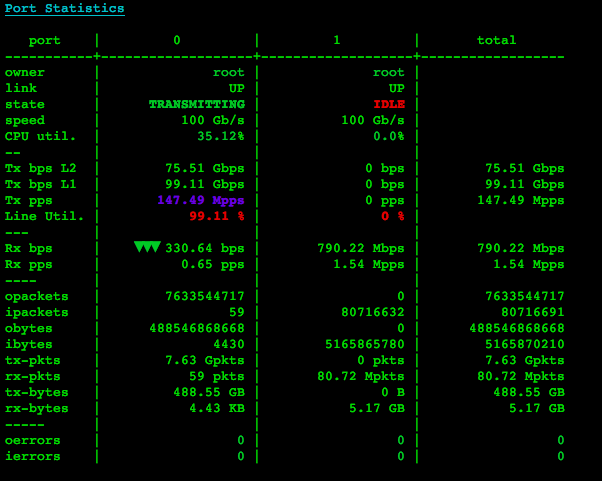 Port Statistics
port | 0 | 1 | total
-----------+-------------------+-------------------+------------------
owner | root | root |
link | UP | UP |
state | TRANSMITTING | IDLE |
speed | 100 Gb/s | 100 Gb/s |
CPU util. | 35.12% | 0.0% |
-- | | |
Tx bps L2 | 75.51 Gbps | 0 bps | 75.51 Gbps
Tx bps L1 | 99.11 Gbps | 0 bps | 99.11 Gbps
Tx pps | 147.49 Mpps | 0 pps | 147.49 Mpps
Line Util. | 99.11 % | 0 % |
--- | | |
Rx bps | ▼▼▼ 330.64 bps | 790.22 Mbps | 790.22 Mbps
Rx pps | 0.65 pps | 1.54 Mpps | 1.54 Mpps
---- | | |
opackets | 7633544717 | 0 | 7633544717
ipackets | 59 | 80716632 | 80716691
obytes | 488546868668 | 0 | 488546868668
ibytes | 4430 | 5165865780 | 5165870210
tx-pkts | 7.63 Gpkts | 0 pkts | 7.63 Gpkts
rx-pkts | 59 pkts | 80.72 Mpkts | 80.72 Mpkts
tx-bytes | 488.55 GB | 0 B | 488.55 GB
rx-bytes | 4.43 KB | 5.17 GB | 5.17 GB
----- | | |
oerrors | 0 | 0 | 0
ierrors | 0 | 0 | 0